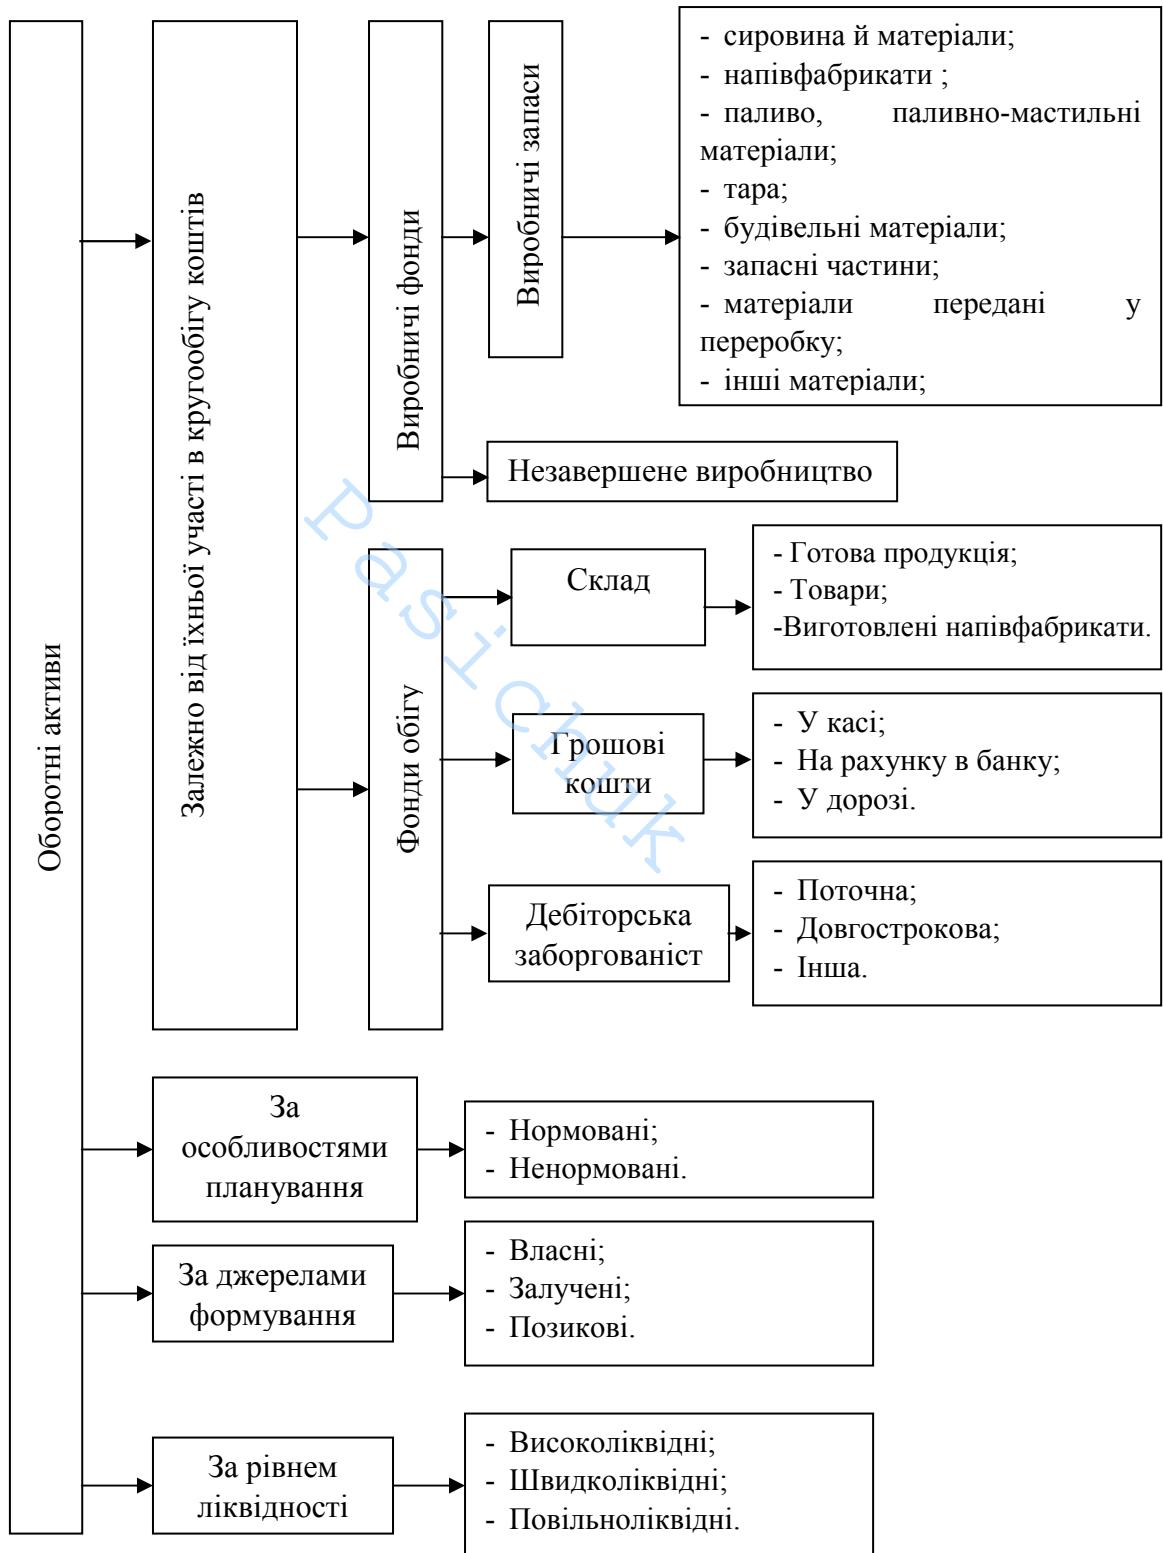 Оборотні активи
Залежно від їхньої участі в кругообігу коштів
Виробничі фонди
Виробничі запаси
- сировина й матеріали;
- напівфабрикати ;
- паливо, паливно-мастильні
матеріали;
- тара;
- будівельні матеріали;
- запасні частини;
- матеріали передані у
переробку;
- інші матеріали;
Незавершене виробництво
Фонди обігу
Склад
- Готова продукція;
- Товари;
-Виготовлені напівфабрикати.
Грошові
кошти
- У касі;
- На рахунку в банку;
- У дорозі.
Дебіторська
заборгованіст
- Поточна;
- Довгострокова;
- Інша.
За
особливостями
планування
- Нормовані;
- Ненормовані.
За джерелами
формування
- Власні;
- Залучені;
- Позикові.
За рівнем
ліквідності
- Високоліквідні;
- Швидколіквідні;
- Повільноліквідні.
Pasichuk